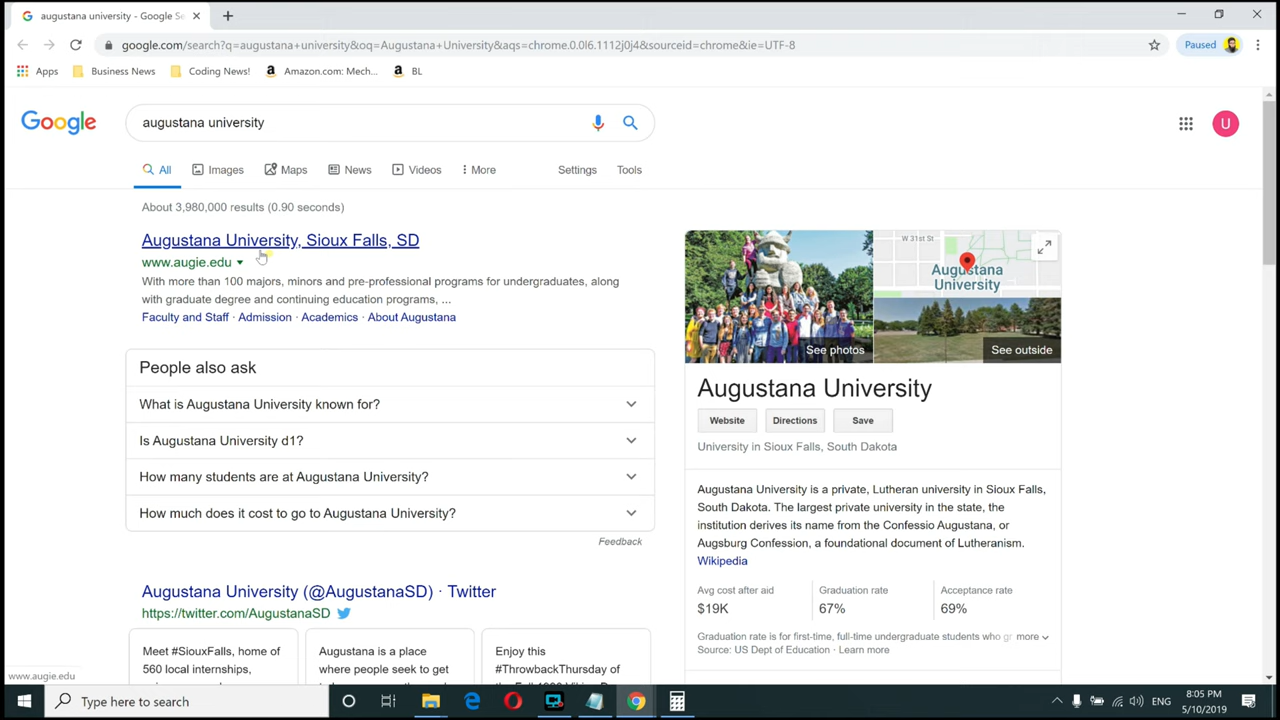 augustana university - Google Se
google.com/search?q=augustana+university&oq=Augustana+University&aqs=chrome.0.0l6.1112j0j4&sourceid=chrome&ie=UTF-8
Paused
Apps
Business News
Coding News!
Amazon.com: Mech...
BL
Google
augustana university
U
All
Images
Maps
News
Videos
More
Settings
Tools
About 3,980,000 results (0.90 seconds)
Augustana University, Sioux Falls, SD
www.augie.edu
With more than 100 majors, minors and pre-professional programs for undergraduates, along
with graduate degree and continuing education programs, ...
Faculty and Staff · Admission · Academics · About Augustana
People also ask
What is Augustana University known for?
Is Augustana University d1?
How many students are at Augustana University?
How much does it cost to go to Augustana University?
Feedback
Augustana University (@AugustanaSD) · Twitter
https://twitter.com/AugustanaSD
Meet #SiouxFalls, home of
560 local internships,
Augustana is a place
where people seek to get
Enjoy this
#ThrowbackThursday of
W 31st St
Augustana
University
See photos
See outside
Augustana University
Website
Directions
Save
University in Sioux Falls, South Dakota
Augustana University is a private, Lutheran university in Sioux Falls,
South Dakota. The largest private university in the state, the
institution derives its name from the Confessio Augustana, or
Augsburg Confession, a foundational document of Lutheranism.
Wikipedia
Avg cost after aid
$19K
Graduation rate
67%
Acceptance rate
69%
Graduation rate is for first-time, full-time undergraduate students who gr more
Source: US Dept of Education · Learn more
www.augie.edu
Type here to search
ENG
8:05 PM
5/10/2019